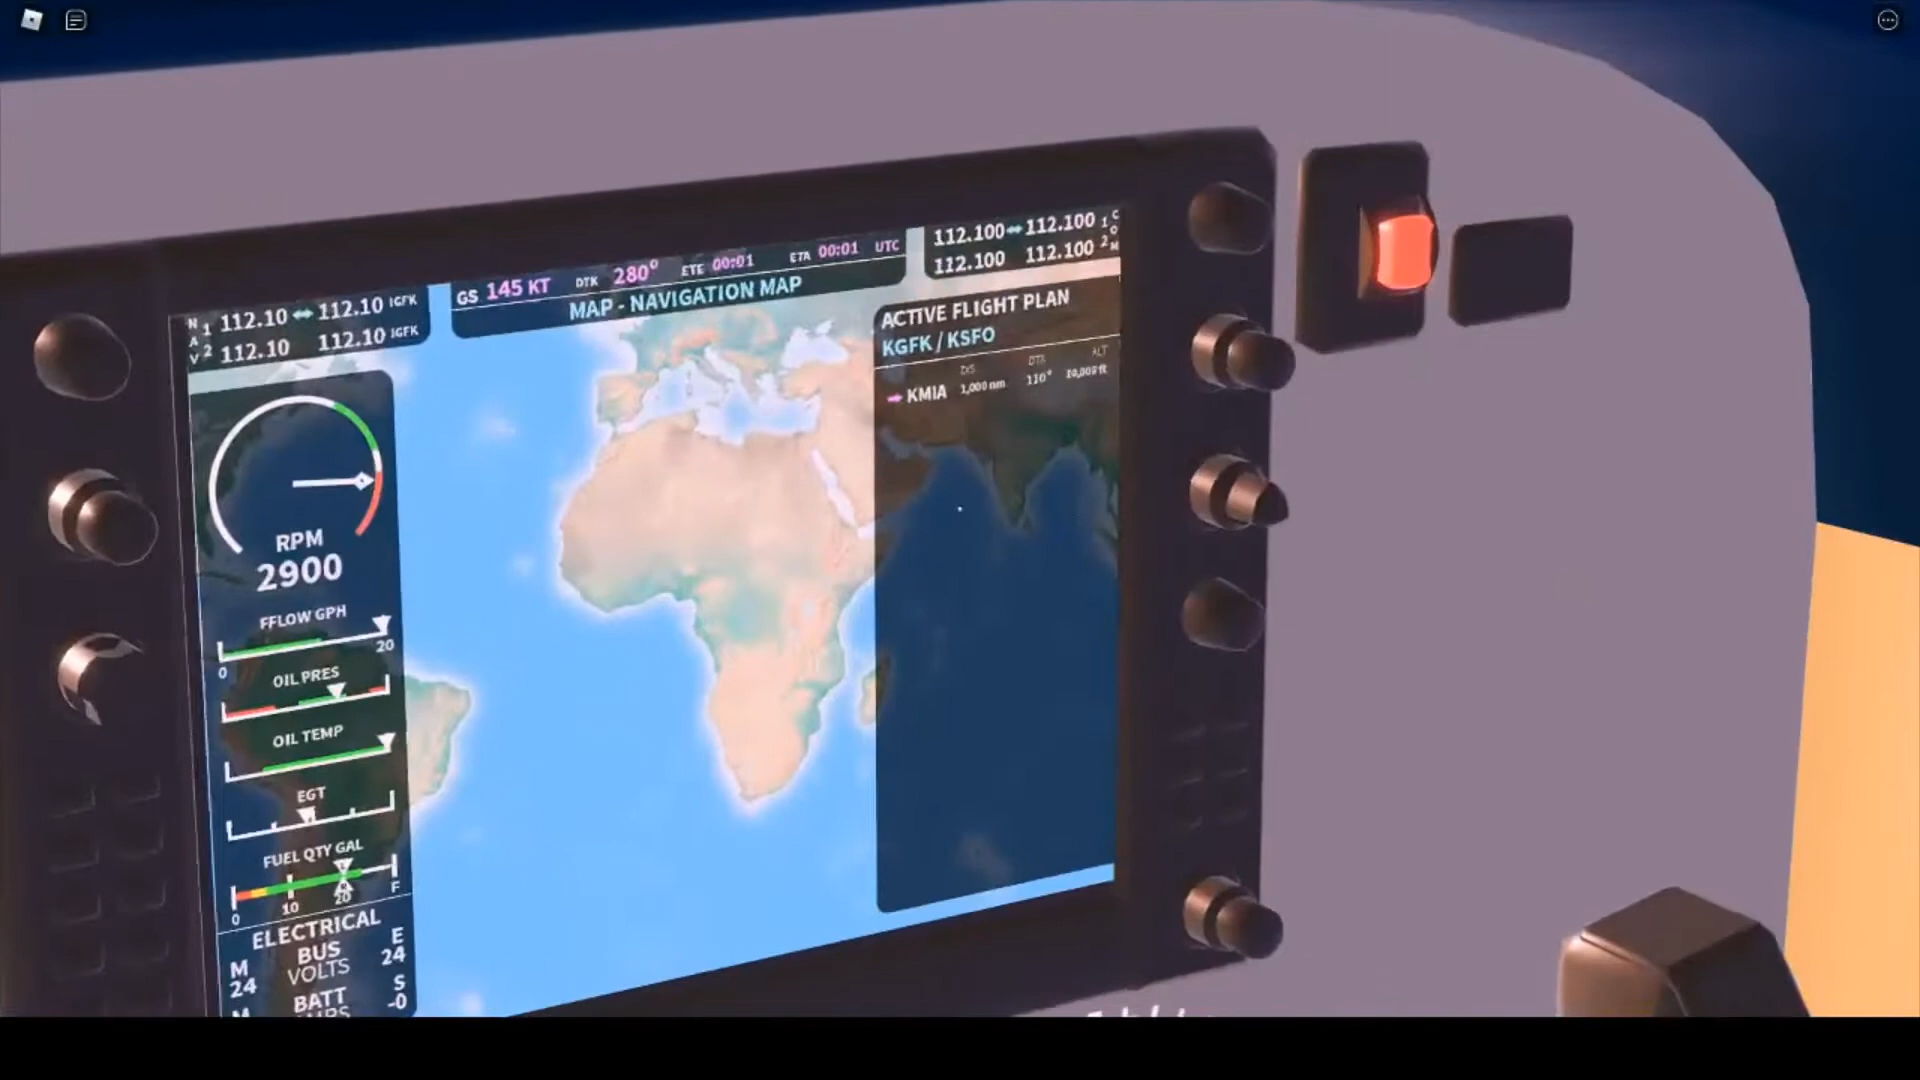 N A V 1 112.10 ↔ 112.10 IGFK
2 112.10 112.10 IGFK
GS 145 KT DTK 280° ETE 00:01 ETA 00:01 UTC
MAP - NAVIGATION MAP
112.100 ↔ 112.100 1 C O M
112.100 112.100 2
ACTIVE FLIGHT PLAN
KGFK / KSFO
DIS DTK ALT
KMIA 1,000 nm 110° 10,000 ft
RPM
2900
FFLOW GPH
0 20
OIL PRES
OIL TEMP
EGT
FUEL QTY GAL
L
R
0 10 20 F
ELECTRICAL
M BUS E
24 VOLTS 24
BATT S
-0